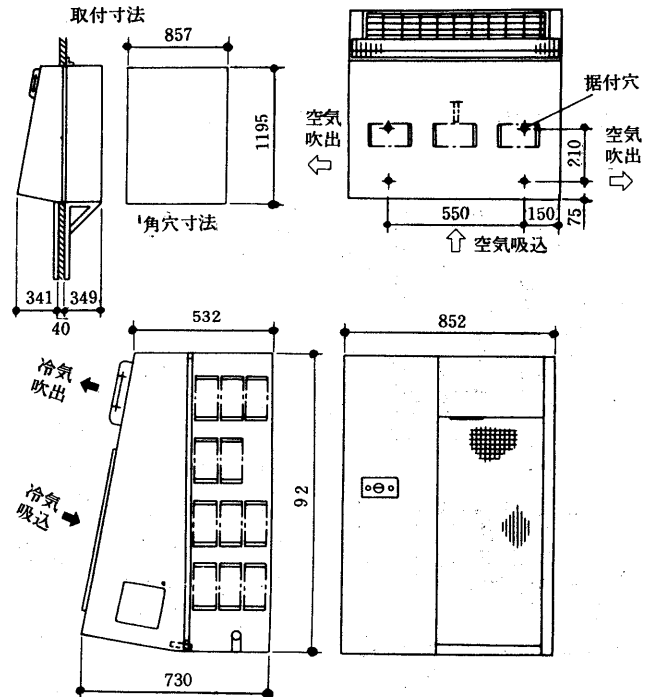 取付寸法
857
1195
角穴寸法
341
349
40
空気
吹出
据付穴
210
空気
吹出
550
150
75
空気吸込
532
852
冷気
吹出
冷気
吸込
92
730